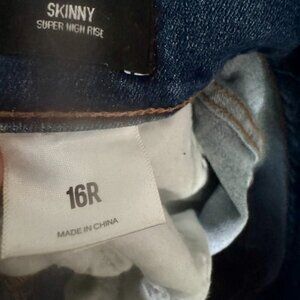 SKINNY
SUPER HIGH RISE
16R
MADE IN CHINA